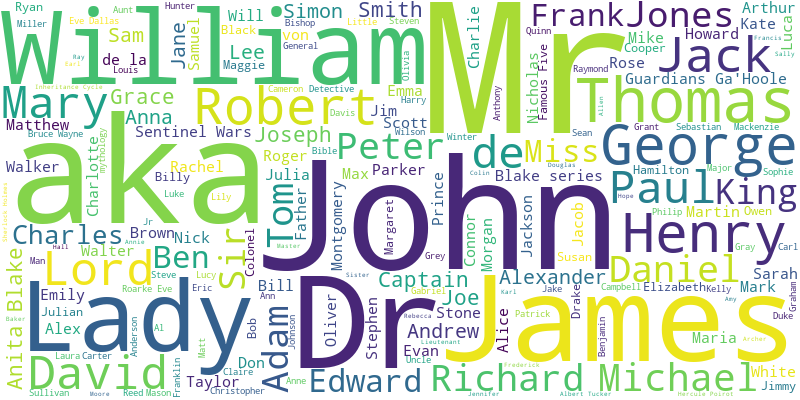 Ryan
Aunt
Hunter
Will
Simon
Smith
Charlie
Frank
Jones
Arthur
Miller
Eve Dallas
Little
Steven
Bishop
Kate
William
Mr
Jack
Sam
Samuel
Jane
Black
Lee
von
General
Mike
Howard
Cooper
Rose
Luca
Quinn
Francis
Sally
Ray
Earl
de la
Louis
Maggie
Olivia
Nicholas
Famous Five
Raymond
Guardians Ga'Hoole
Inheritance Cycle
Cameron
Detective
Emma
Harry
Anthony
Allen
Mary
Grace
Robert
Davis
Jim
Thomas
Matthew
Anna
Scott
Wilson
Winter
Sean
Grant
Sebastian
Mackenzie
Bruce Wayne
Sentinel Wars
Joseph
Bible
Peter
de
Miss
George
aka
Walker
Charlotte
mythology
Rachel
Roger
Julia
Max
Parker
Blake series
Douglas
Colin
Hamilton
Major
Sophie
Billy
Luke
Lily
Tom
Father
Montgomery
Margaret
Prince
John
Jacob
Hope
Paul
King
Philip
Martin
Owen
Sherlock Holmes
Jr
Charles
Brown
Nick
Sir
Colonel
Grey
Connor
Morgan
Jackson
Susan
Henry
Gray
Carl
Hall
Annie
Man
Walter
Ben
Master
Lord
Steve
Lucy
Bill
Captain
Alexander
Daniel
Sarah
Anita Blake
Emily
Roarke Eve
Eric
Ann
Sister
Gabriel
Karl
Jake
Drake
Campbell
Elizabeth
Kelly
Mark
Lady
Julian
Alex
Al
Bob
Adam
Johnson
Oliver
Stephen
Joe
Stone
Rebecca
Lieutenant
Dr
James
Amy
Duke
Graham
Baker
Anderson
Matt
Andrew
Alice
Patrick
Benjamin
Maria
Archer
Laura
Carter
Don
Claire
Evan
Uncle
Frederick
White
David
Franklin
Taylor
Anne
Edward
Richard
Michael
Jimmy
Sullivan
Moore
Reed
Mason
Christopher
Jennifer
Albert Tucker
Hercule Poirot